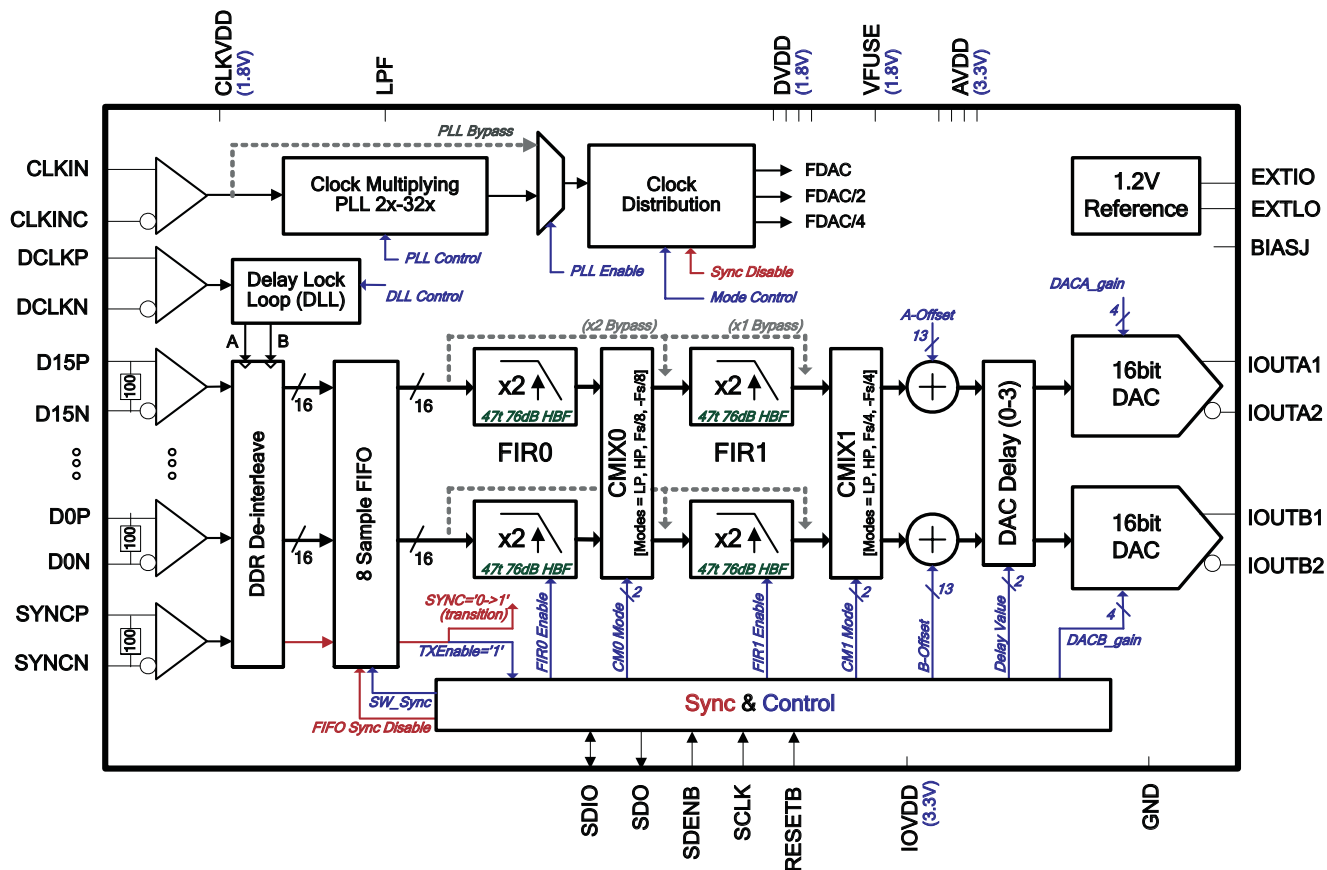 CLKVDD
(1.8V)
LPF
DVDD
(1.8V)
VFUSE
(1.8V)
AVDD
(3.3V)
CLKIN
CLKINC
PLL Bypass
Clock Multiplying
PLL 2x-32x
Clock
Distribution
FDAC
FDAC/2
FDAC/4
1.2V
Reference
EXTIO
EXTLO
BIASJ
DCLKP
DCLKN
Delay Lock
Loop (DLL)
PLL Control
DLL Control
PLL Enable
Sync Disable
Mode Control
DACA_gain
4
A
B
(x2 Bypass)
(x1 Bypass)
A-Offset
13
D15P
100
D15N
16
16
x2
47t 76dB HBF
x2
47t 76dB HBF
16bit
DAC
IOUTA1
IOUTA2
DDR De-interleave
8 Sample FIFO
FIR0
CMIX0
[Modes = LP, HP, Fs/8, -Fs/8]
FIR1
CMIX1
[Modes = LP, HP, Fs/4, -Fs/4]
DAC Delay (0-3)
D0P
100
D0N
16
16
x2
47t 76dB HBF
x2
47t 76dB HBF
16bit
DAC
IOUTB1
IOUTB2
SYNCP
100
SYNCN
SYNC='0->1'
(transition)
TXEnable='1'
FIR0 Enable
CM0 Mode
2
FIR1 Enable
CM1 Mode
2
B-Offset
13
Delay Value
2
4
DACB_gain
SW_Sync
FIFO Sync Disable
Sync & Control
SDIO
SDO
SDENB
SCLK
RESETB
IOVDD
(3.3V)
GND